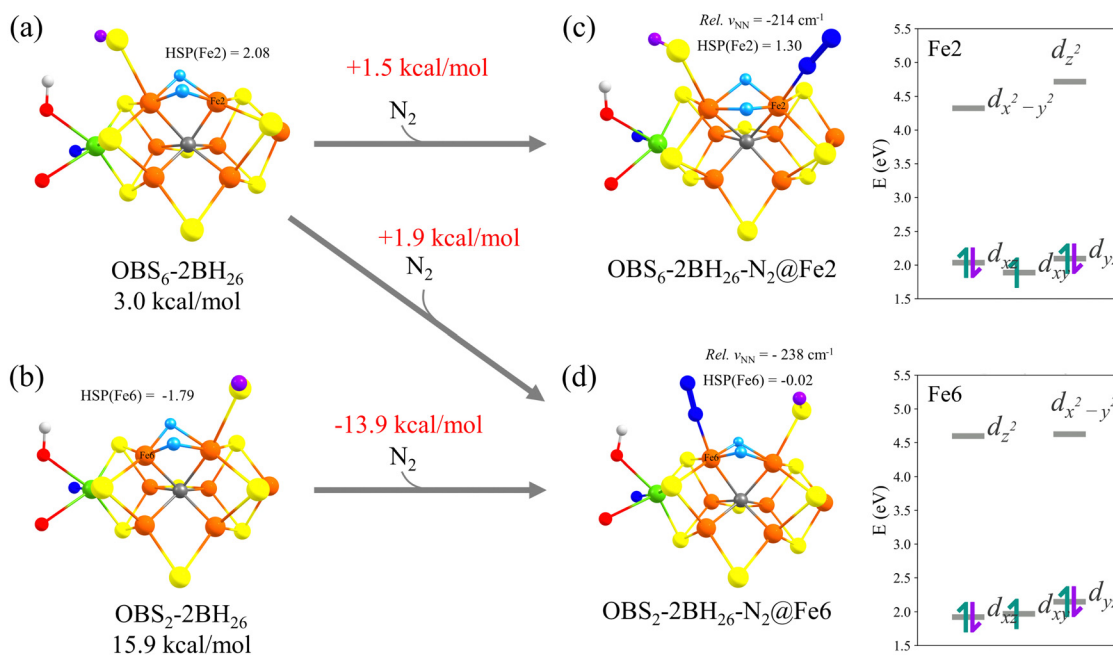 (a)
HSP(Fe2) = 2.08
Fe2
OBS₆-2BH₂₆
3.0 kcal/mol
+1.5 kcal/mol
N₂
+1.9 kcal/mol
N₂
(c)
Rel. νNN = -214 cm⁻¹
HSP(Fe2) = 1.30
Fe2
OBS₆-2BH₂₆-N₂@Fe2
Fe2
E (eV)
5.5
5.0
4.5
4.0
3.5
3.0
2.5
2.0
1.5
dz²
dx²−y²
dxz
dxy
dyz
(b)
HSP(Fe6) = -1.79
Fe6
OBS₂-2BH₂₆
15.9 kcal/mol
-13.9 kcal/mol
N₂
(d)
Rel. νNN = - 238 cm⁻¹
HSP(Fe6) = -0.02
Fe6
OBS₂-2BH₂₆-N₂@Fe6
Fe6
E (eV)
5.5
5.0
4.5
4.0
3.5
3.0
2.5
2.0
1.5
dz²
dx²−y²
dxz
dxy
dyz